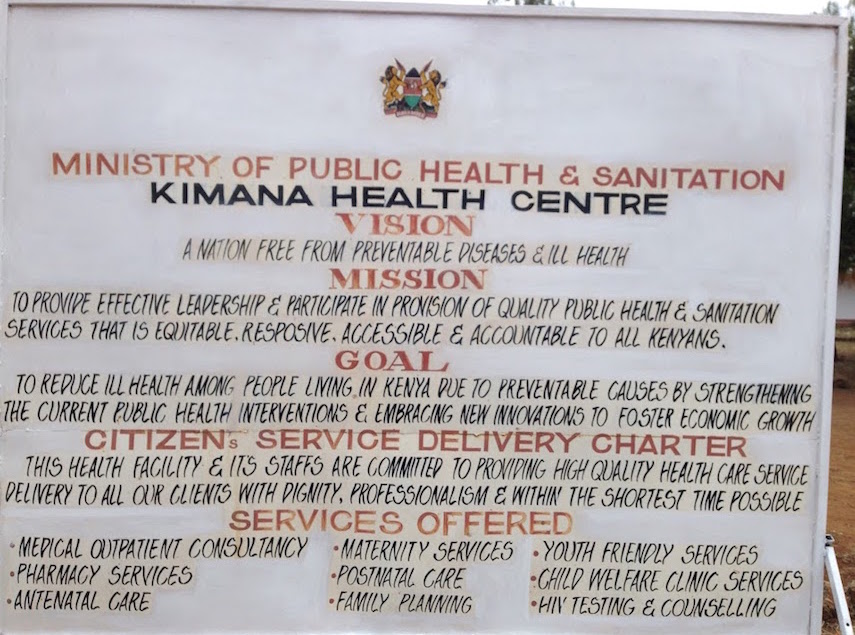 MINISTRY OF PUBLIC HEALTH & SANITATION
KIMANA HEALTH CENTRE
VISION
A NATION FREE FROM PREVENTABLE DISEASES & ILL HEALTH
MISSION
TO PROVIDE EFFECTIVE LEADERSHIP & PARTICIPATE IN PROVISION OF QUALITY PUBLIC HEALTH & SANITATION
SERVICES THAT IS EQUITABLE. RESPOSIVE. ACCESSIBLE & ACCOUNTABLE TO ALL KENYANS.
GOAL
TO REDUCE ILL HEALTH AMONG PEOPLE LIVING IN KENYA DUE TO PREVENTABLE CAUSES BY STRENGTHENING
THE CURRENT PUBLIC HEALTH INTERVENTIONS & EMBRACING NEW INNOVATIONS TO FOSTER ECONOMIC GROWTH
CITIZENs SERVICE DELIVERY CHARTER
THIS HEALTH FACILITY & ITS STAFFS ARE COMMITTED TO PROVIDING HIGH QUALITY HEALTH CARE SERVICE
DELIVERY TO ALL OUR CLIENTS WITH DIGNITY. PROFESSIONALISM & WITHIN THE SHORTEST TIME POSSIBLE
SERVICES OFFERED
• MEDICAL OUTPATIENT CONSULTANCY
• PHARMACY SERVICES
• ANTENATAL CARE
• MATERNITY SERVICES
• POSTNATAL CARE
• FAMILY PLANNING
• YOUTH FRIENDLY SERVICES
• CHILD WELFARE CLINIC SERVICES
• HIV TESTING & COUNSELLING